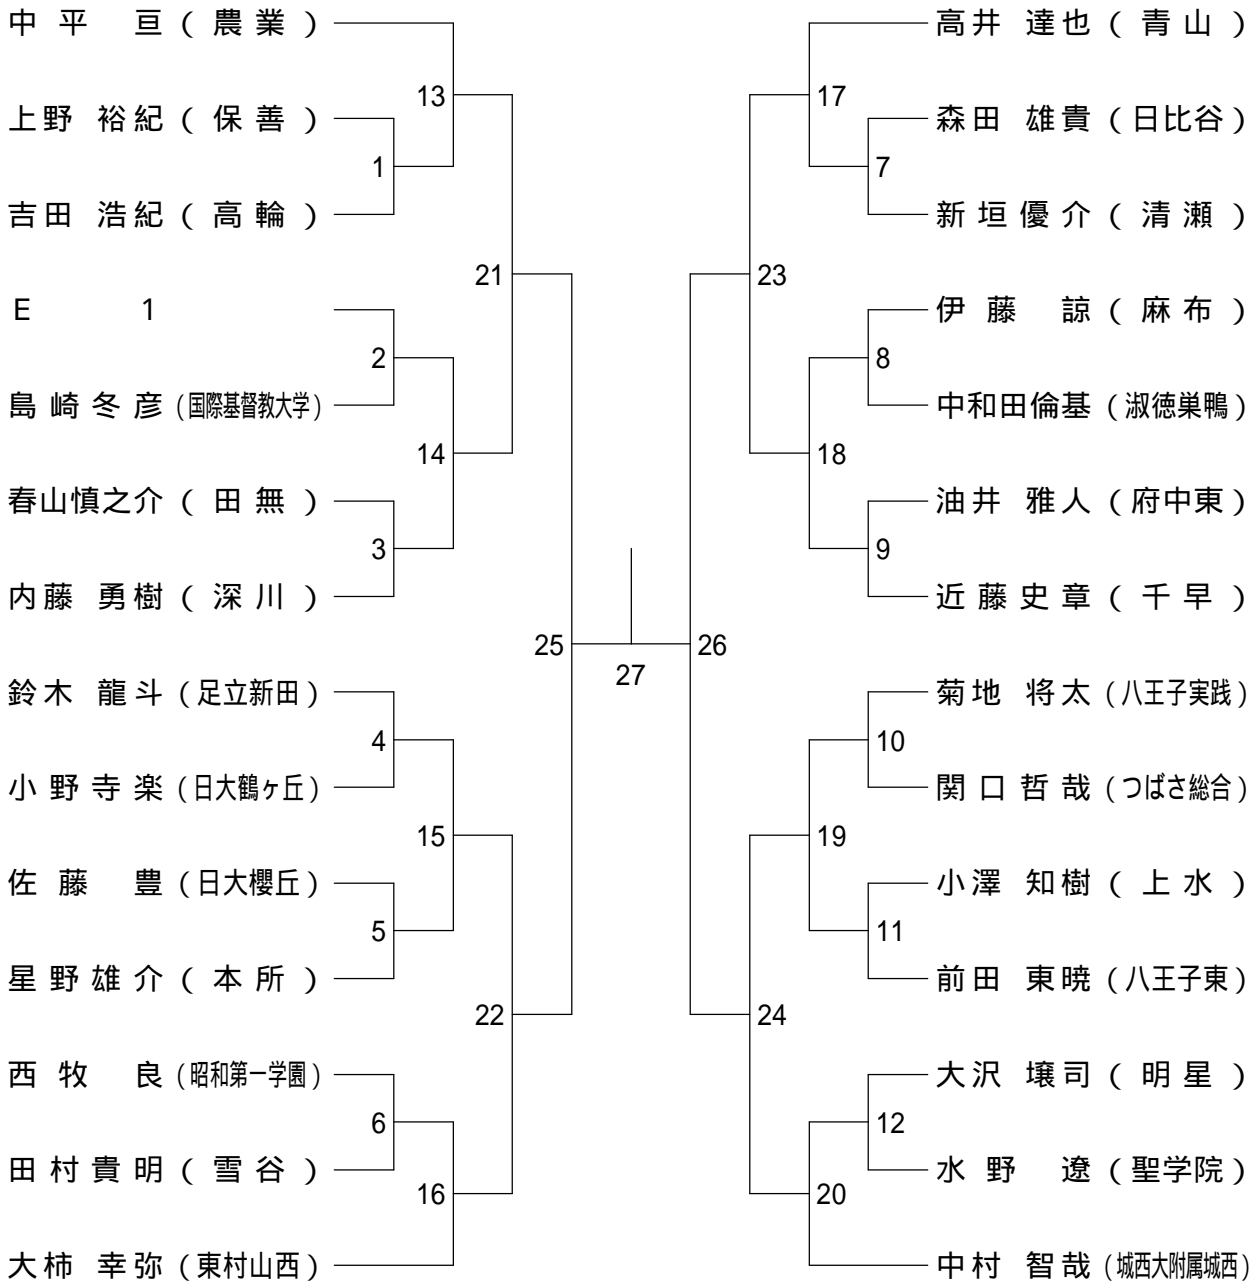 中平 亘(農業)
13
上野 裕紀(保善)
1
吉田 浩紀(高輪)
21
E 1
2
島崎冬彦(国際基督教大学)
14
春山慎之介(田無)
3
内藤 勇樹(深川)
25
鈴木 龍斗(足立新田)
4
小野寺楽(日大鶴ヶ丘)
15
佐藤 豊(日大櫻丘)
5
星野雄介(本所)
22
西牧 良(昭和第一学園)
6
田村貴明(雪谷)
16
大柿 幸弥(東村山西)
27
高井 達也(青山)
17
森田 雄貴(日比谷)
7
新垣優介(清瀬)
23
伊藤 諒(麻布)
8
中和田倫基(淑徳巣鴨)
18
油井 雅人(府中東)
9
近藤史章(千早)
26
菊地 将太(八王子実践)
10
関口哲哉(つばさ総合)
19
小澤 知樹(上水)
11
前田 東暁(八王子東)
24
大沢 壌司(明星)
12
水野 遼(聖学院)
20
中村 智哉(城西大附属城西)